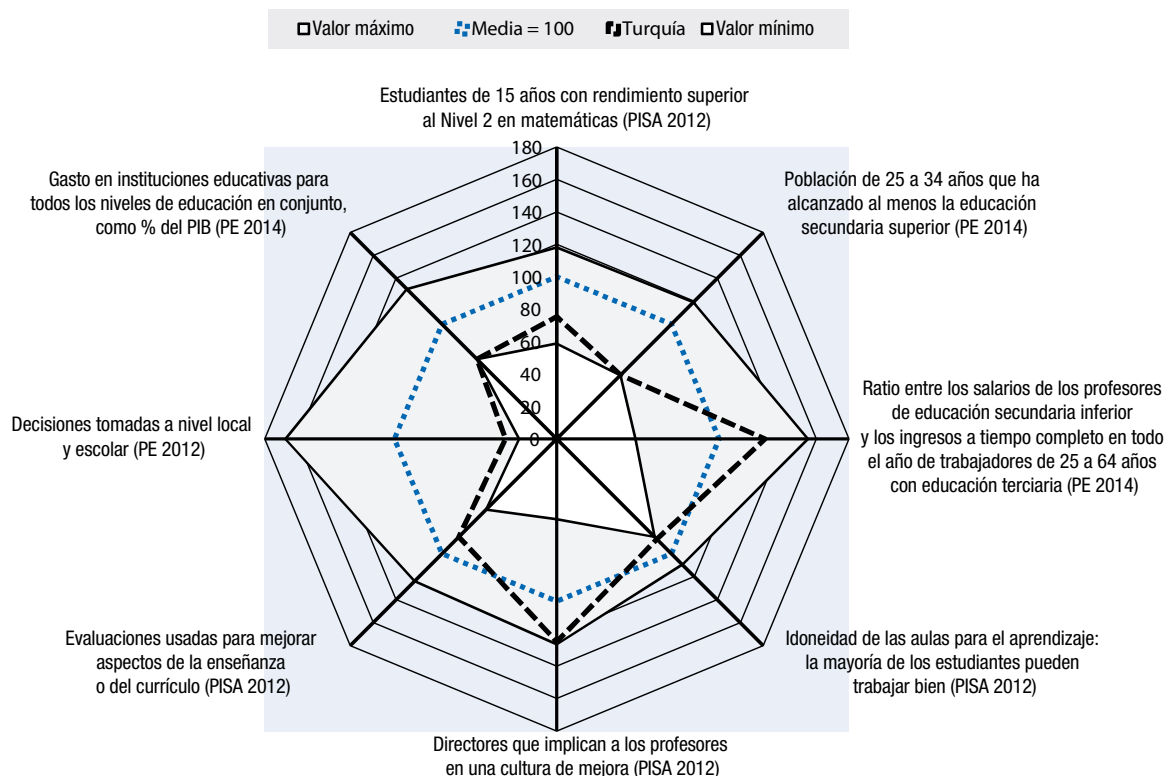 Valor máximo Media = 100 Turquía Valor mínimo
Estudiantes de 15 años con rendimiento superior
al Nivel 2 en matemáticas (PISA 2012)
Población de 25 a 34 años que ha
alcanzado al menos la educación
secundaria superior (PE 2014)
Ratio entre los salarios de los profesores
de educación secundaria inferior
y los ingresos a tiempo completo en todo
el año de trabajadores de 25 a 64 años
con educación terciaria (PE 2014)
Idoneidad de las aulas para el aprendizaje:
la mayoría de los estudiantes pueden
trabajar bien (PISA 2012)
Directores que implican a los profesores
en una cultura de mejora (PISA 2012)
Evaluaciones usadas para mejorar
aspectos de la enseñanza
o del currículo (PISA 2012)
Decisiones tomadas a nivel local
y escolar (PE 2012)
Gasto en instituciones educativas para
todos los niveles de educación en conjunto,
como % del PIB (PE 2014)
180
160
140
120
100
80
60
40
20
0